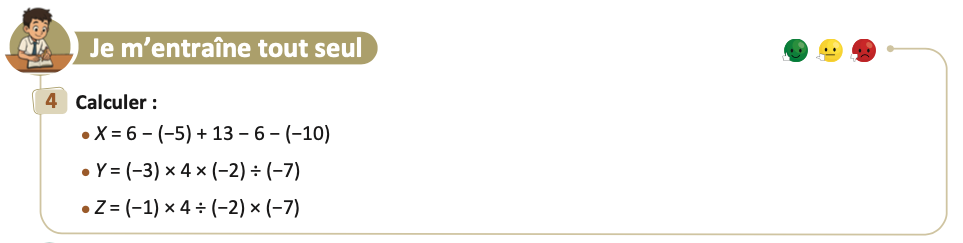 Je m’entraîne tout seul
4 Calculer :
• X = 6 − (−5) + 13 − 6 − (−10)
• Y = (−3) × 4 × (−2) ÷ (−7)
• Z = (−1) × 4 ÷ (−2) × (−7)